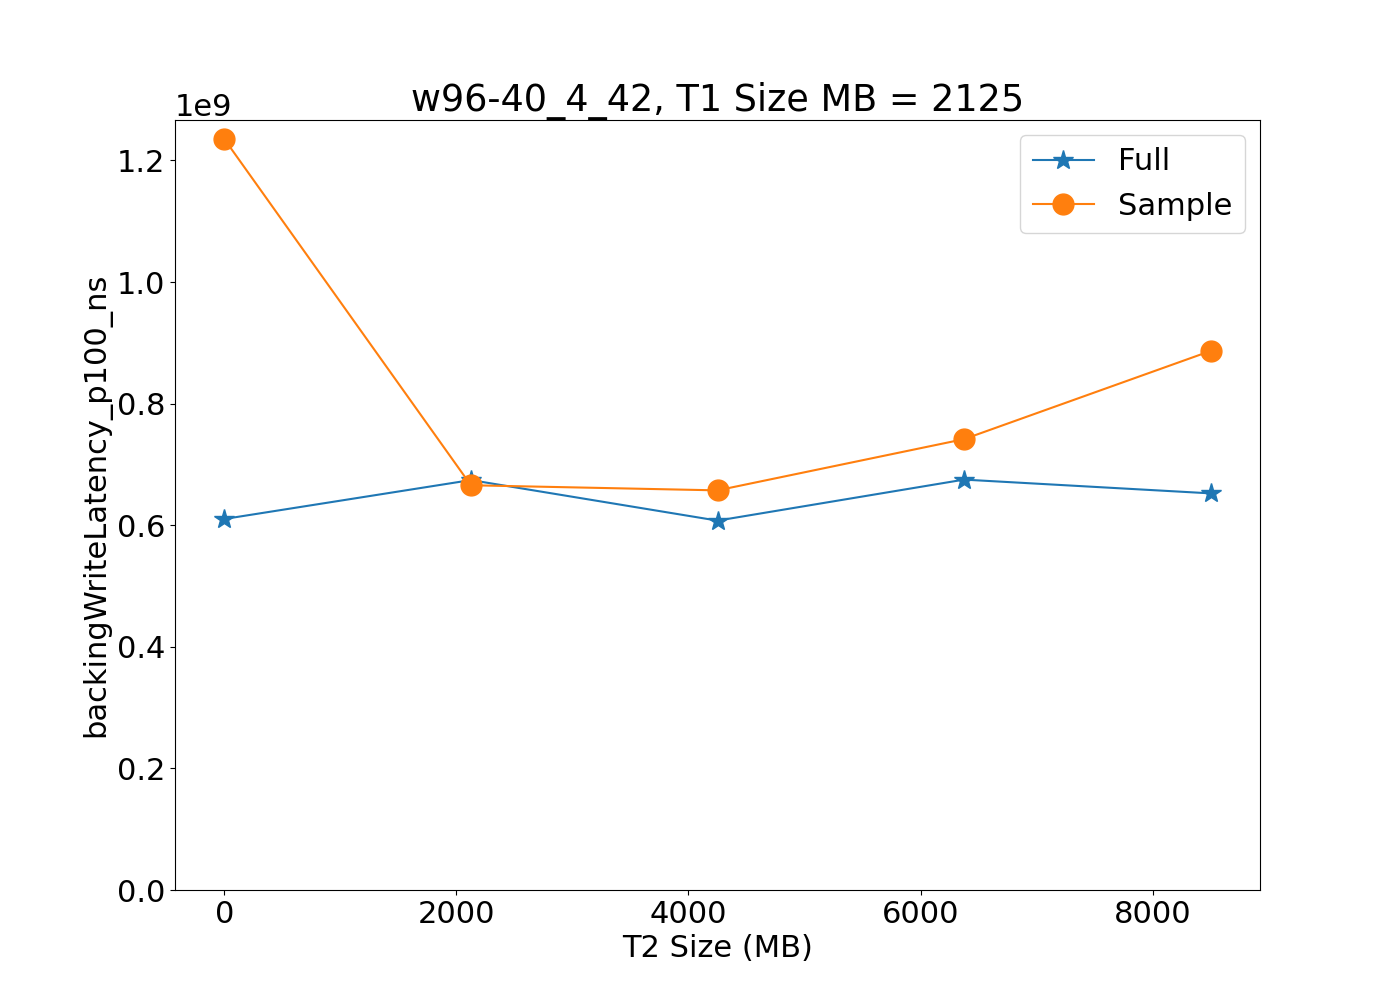 w96-40_4_42, T1 Size MB = 2125
1e9
Full
Sample
1.2
1.0
0.8
0.6
0.4
0.2
0.0
backingWriteLatency_p100_ns
0 2000 4000 6000 8000
T2 Size (MB)